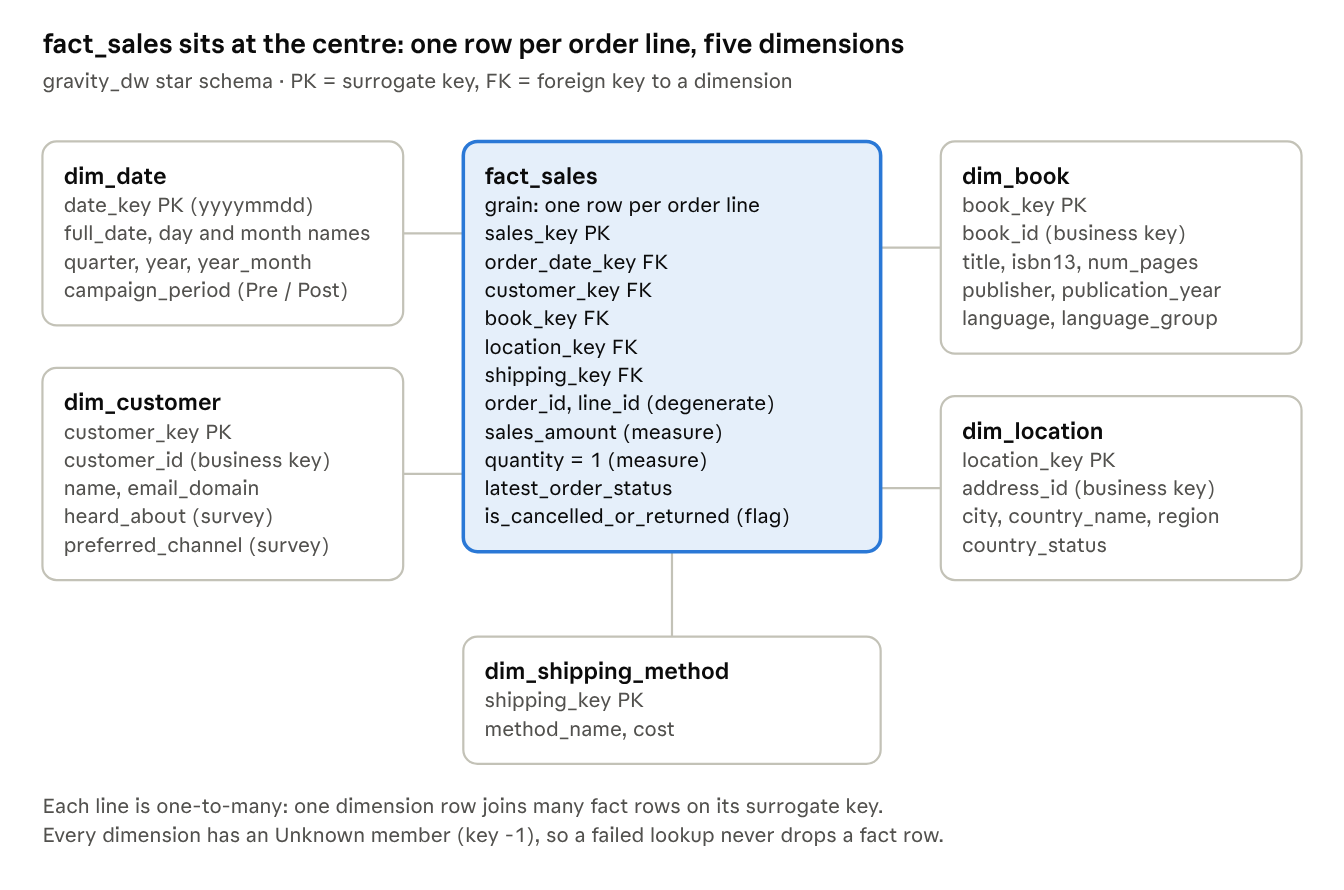 fact_sales sits at the centre: one row per order line, five dimensions
gravity_dw star schema · PK = surrogate key, FK = foreign key to a dimension
dim_date
date_key PK (yyyymmdd)
full_date, day and month names
quarter, year, year_month
campaign_period (Pre / Post)
dim_customer
customer_key PK
customer_id (business key)
name, email_domain
heard_about (survey)
preferred_channel (survey)
fact_sales
grain: one row per order line
sales_key PK
order_date_key FK
customer_key FK
book_key FK
location_key FK
shipping_key FK
order_id, line_id (degenerate)
sales_amount (measure)
quantity = 1 (measure)
latest_order_status
is_cancelled_or_returned (flag)
dim_book
book_key PK
book_id (business key)
title, isbn13, num_pages
publisher, publication_year
language, language_group
dim_location
location_key PK
address_id (business key)
city, country_name, region
country_status
dim_shipping_method
shipping_key PK
method_name, cost
Each line is one-to-many: one dimension row joins many fact rows on its surrogate key.
Every dimension has an Unknown member (key -1), so a failed lookup never drops a fact row.